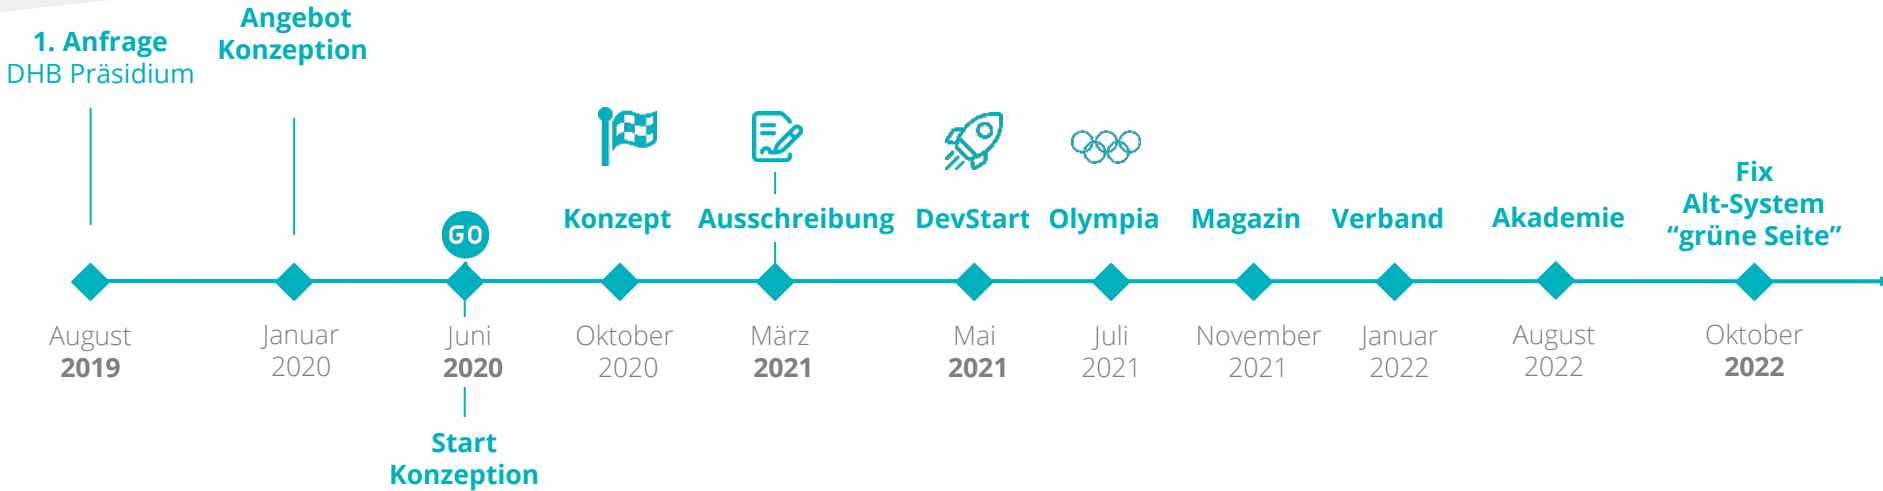 1. Anfrage
DHB Präsidium
Angebot
Konzeption
GO
Konzept
Ausschreibung
DevStart
Olympia
Magazin
Verband
Akademie
Fix
Alt-System
“grüne Seite”
August
2019
Januar
2020
Juni
2020
Oktober
2020
März
2021
Mai
2021
Juli
2021
November
2021
Januar
2022
August
2022
Oktober
2022
Start
Konzeption